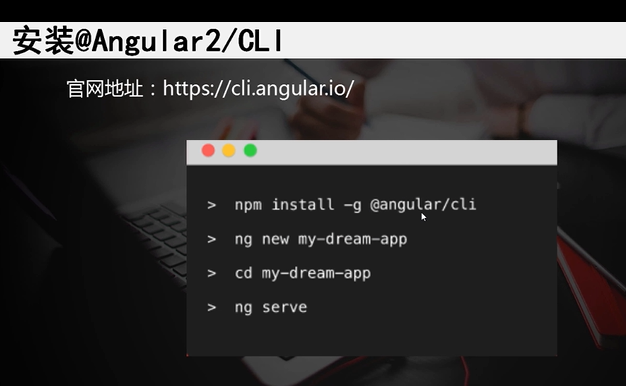 安装@Angular2/CLI
官网地址：https://cli.angular.io/
> npm install -g @angular/cli
> ng new my-dream-app
> cd my-dream-app
> ng serve